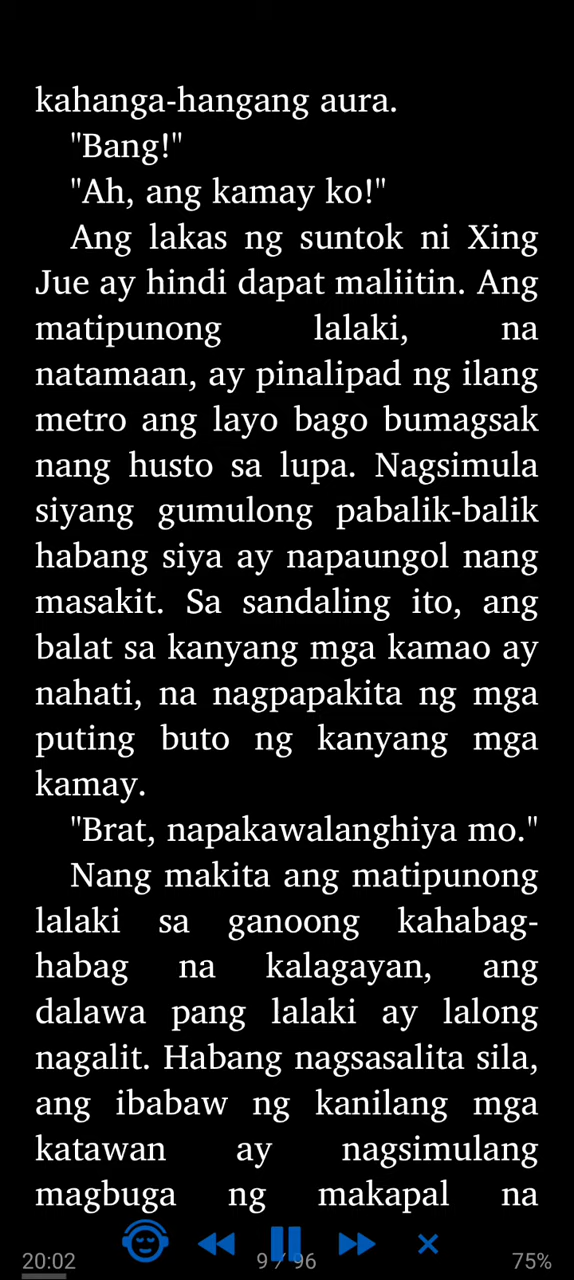 kahanga-hangang aura.
"Bang!"
"Ah, ang kamay ko!"
Ang lakas ng suntok ni Xing
Jue ay hindi dapat maliitin. Ang
matipunong lalaki, na
natamaan, ay pinalipad ng ilang
metro ang layo bago bumagsak
nang husto sa lupa. Nagsimula
siyang gumulong pabalik-balik
habang siya ay napaungol nang
masakit. Sa sandaling ito, ang
balat sa kanyang mga kamao ay
nahati, na nagpapakita ng mga
puting buto ng kanyang mga
kamay.
"Brat, napakawalanghiya mo."
Nang makita ang matipunong
lalaki sa ganoong kahabag-
habag na kalagayan, ang
dalawa pang lalaki ay lalong
nagalit. Habang nagsasalita sila,
ang ibabaw ng kanilang mga
katawan ay nagsimulang
magbuga ng makapal na
20:02 9 / 96 75%